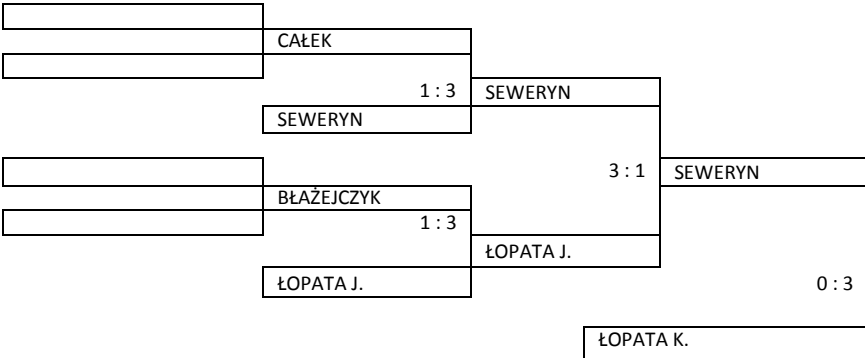 CAŁEK
1 : 3
SEWERYN
SEWERYN
3 : 1
SEWERYN
BŁAŻEJCZYK
1 : 3
ŁOPATA J.
ŁOPATA J.
0 : 3
ŁOPATA K.